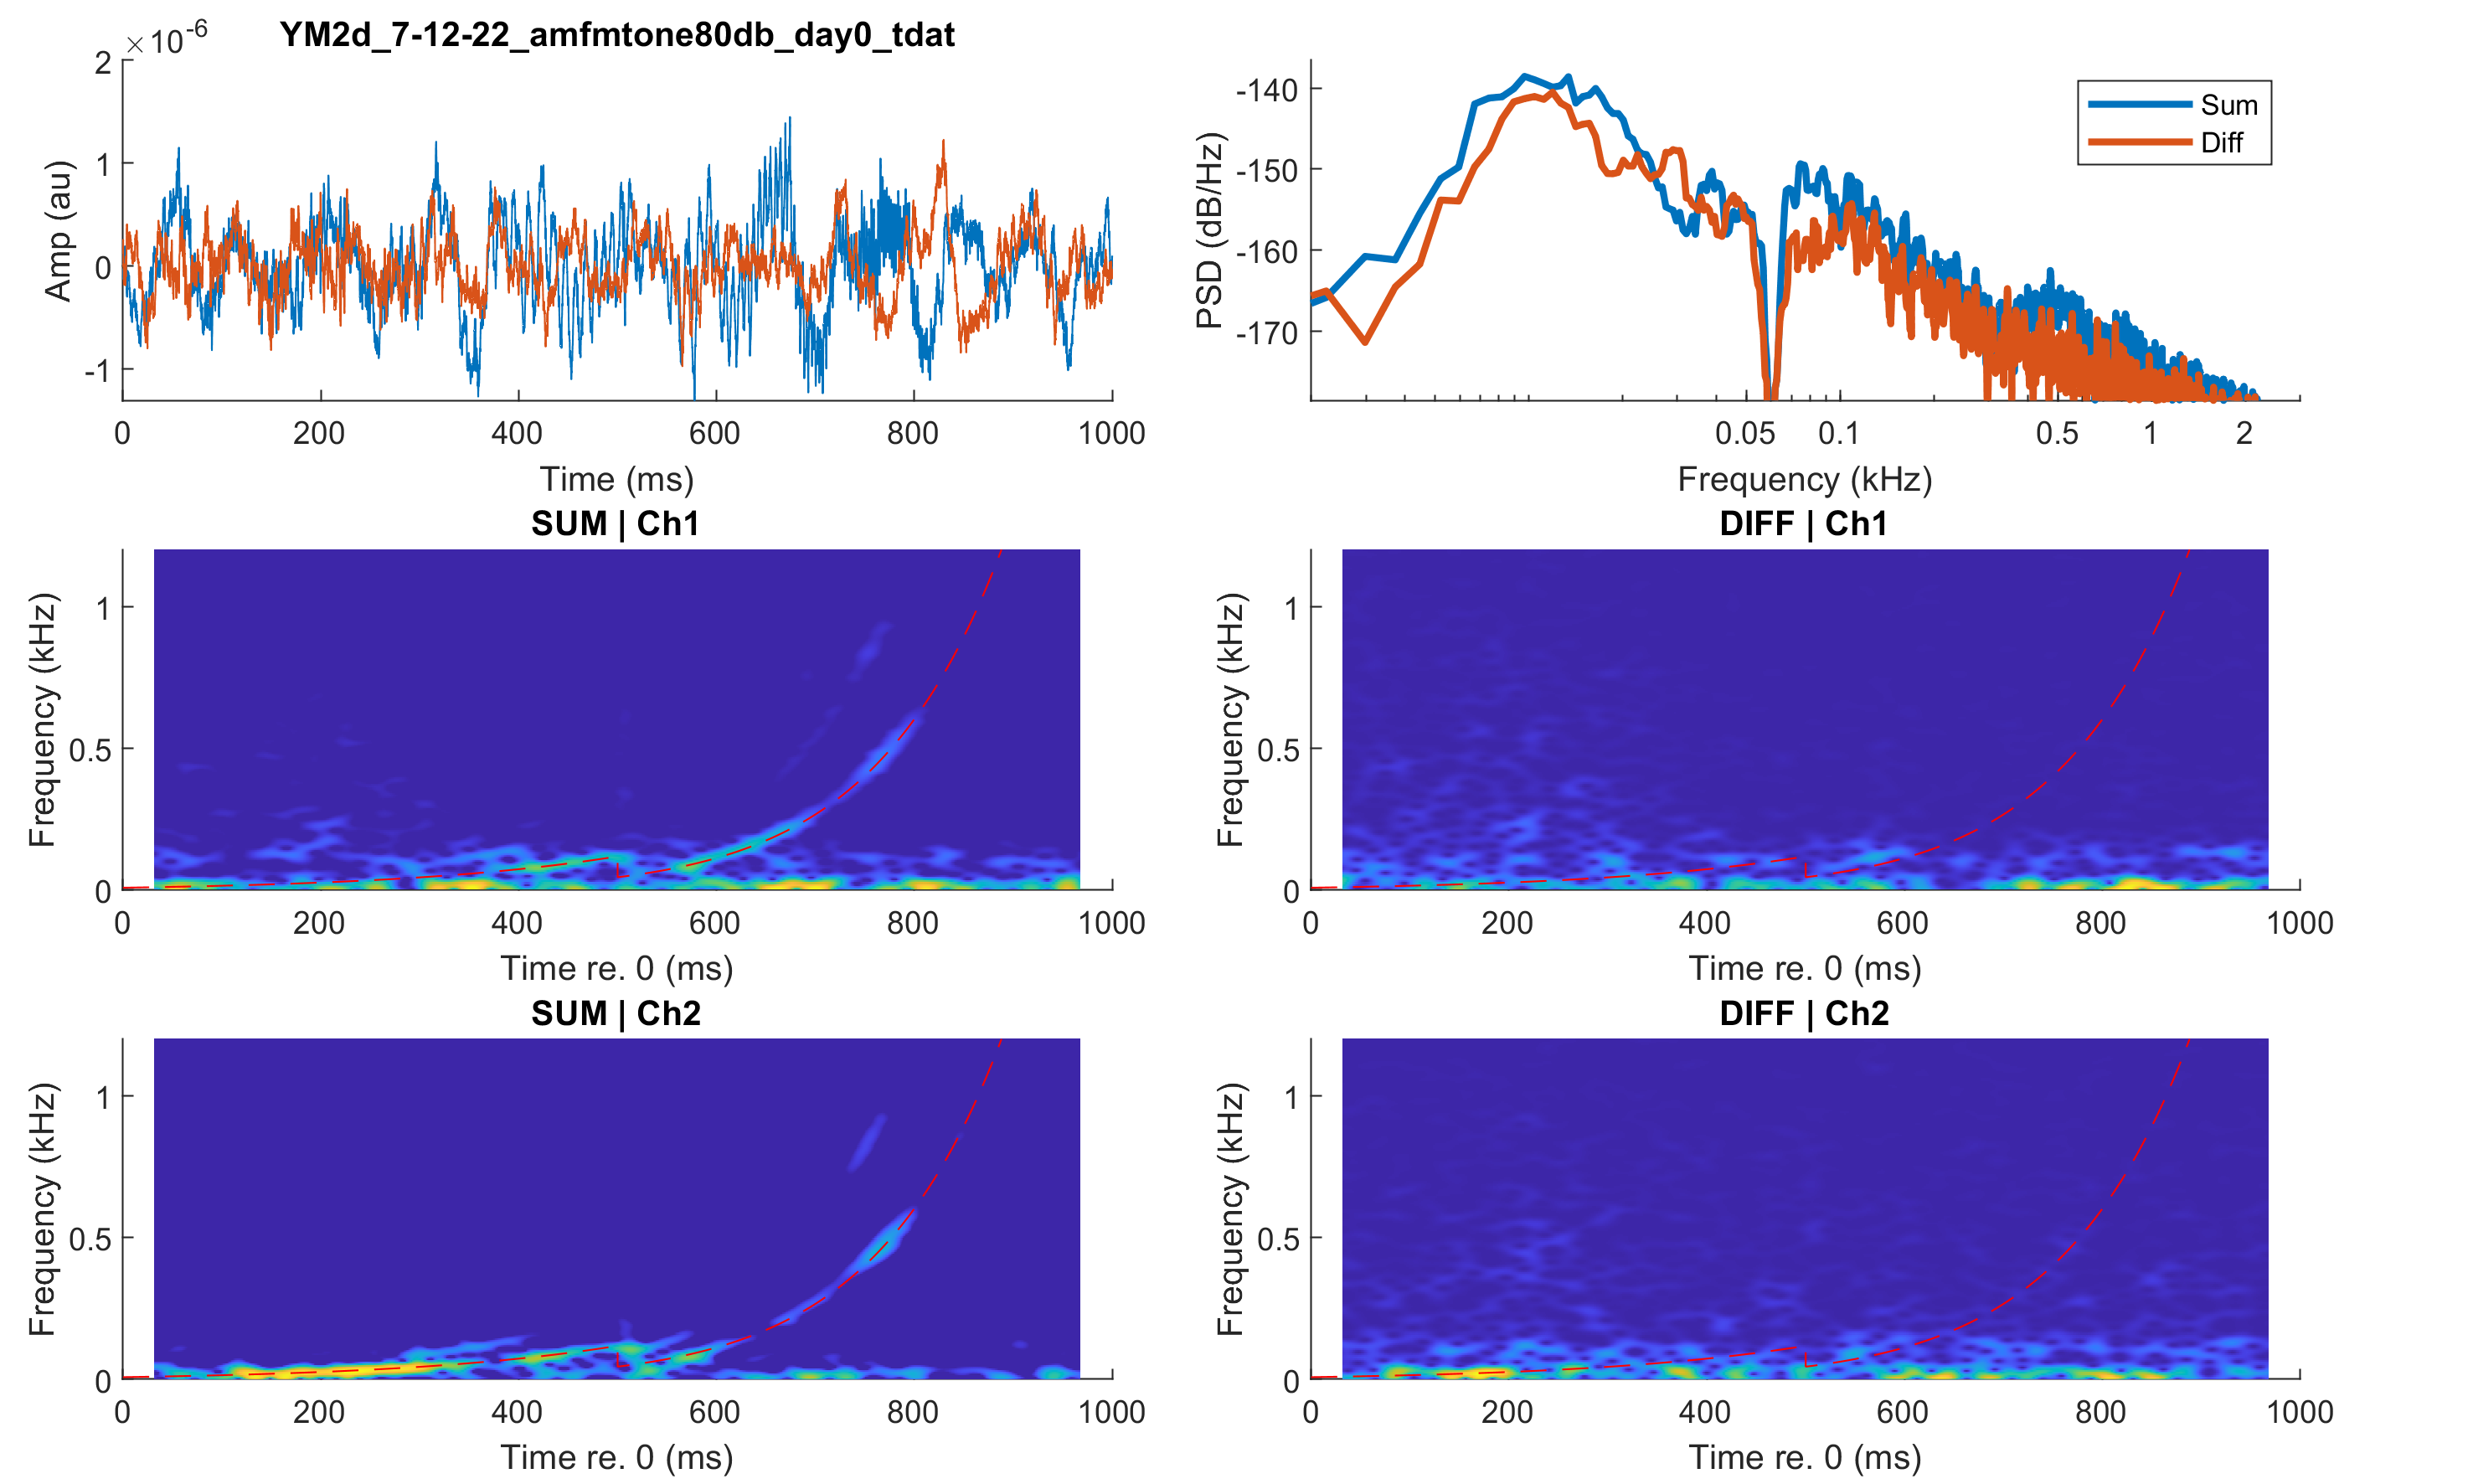 YM2d_7-12-22_amfmtone80db_day0_tdat
×10-6
2
1
0
-1
Amp (au)
0 200 400 600 800 1000
Time (ms)
-140
-150
-160
-170
PSD (dB/Hz)
Sum
Diff
0.05 0.1 0.5 1 2
Frequency (kHz)
SUM | Ch1
1
0.5
0
Frequency (kHz)
0 200 400 600 800 1000
Time re. 0 (ms)
DIFF | Ch1
1
0.5
0
Frequency (kHz)
0 200 400 600 800 1000
Time re. 0 (ms)
SUM | Ch2
1
0.5
0
Frequency (kHz)
0 200 400 600 800 1000
Time re. 0 (ms)
DIFF | Ch2
1
0.5
0
Frequency (kHz)
0 200 400 600 800 1000
Time re. 0 (ms)